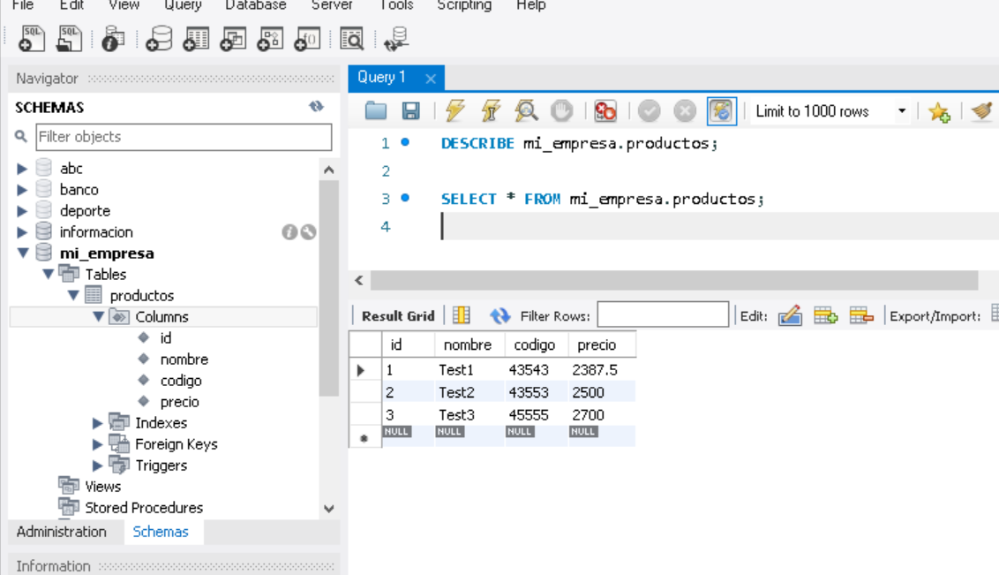 File Edit View Query Database Server Tools Scripting Help
SQL SQL
Navigator
SCHEMAS
Filter objects
abc
banco
deporte
informacion
mi_empresa
Tables
productos
Columns
id
nombre
codigo
precio
Indexes
Foreign Keys
Triggers
Views
Stored Procedures
Administration Schemas
Information
Query 1
Limit to 1000 rows
1 DESCRIBE mi_empresa.productos;
2
3 SELECT * FROM mi_empresa.productos;
4
Result Grid Filter Rows: Edit: Export/Import:
id nombre codigo precio
1 Test1 43543 2387.5
2 Test2 43553 2500
3 Test3 45555 2700
NULL NULL NULL NULL